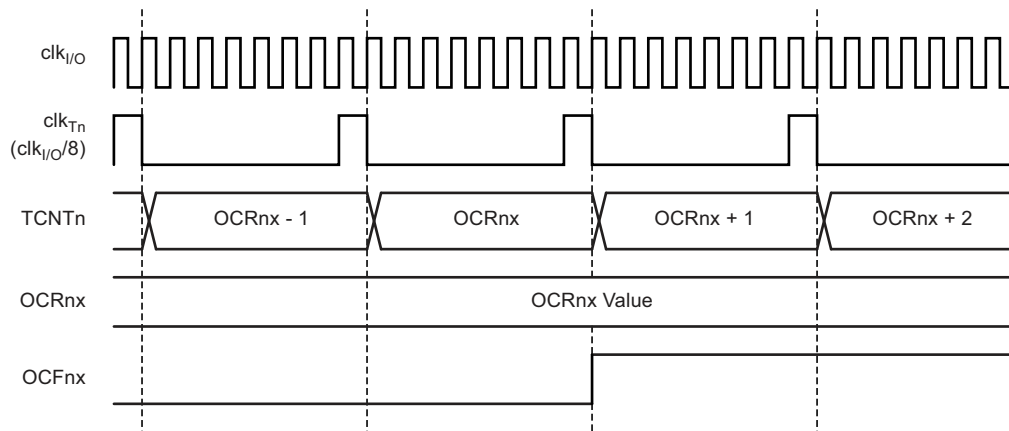 clkI/O
clkTn
(clkI/O/8)
TCNTn
OCRnx - 1
OCRnx
OCRnx + 1
OCRnx + 2
OCRnx
OCRnx Value
OCFnx